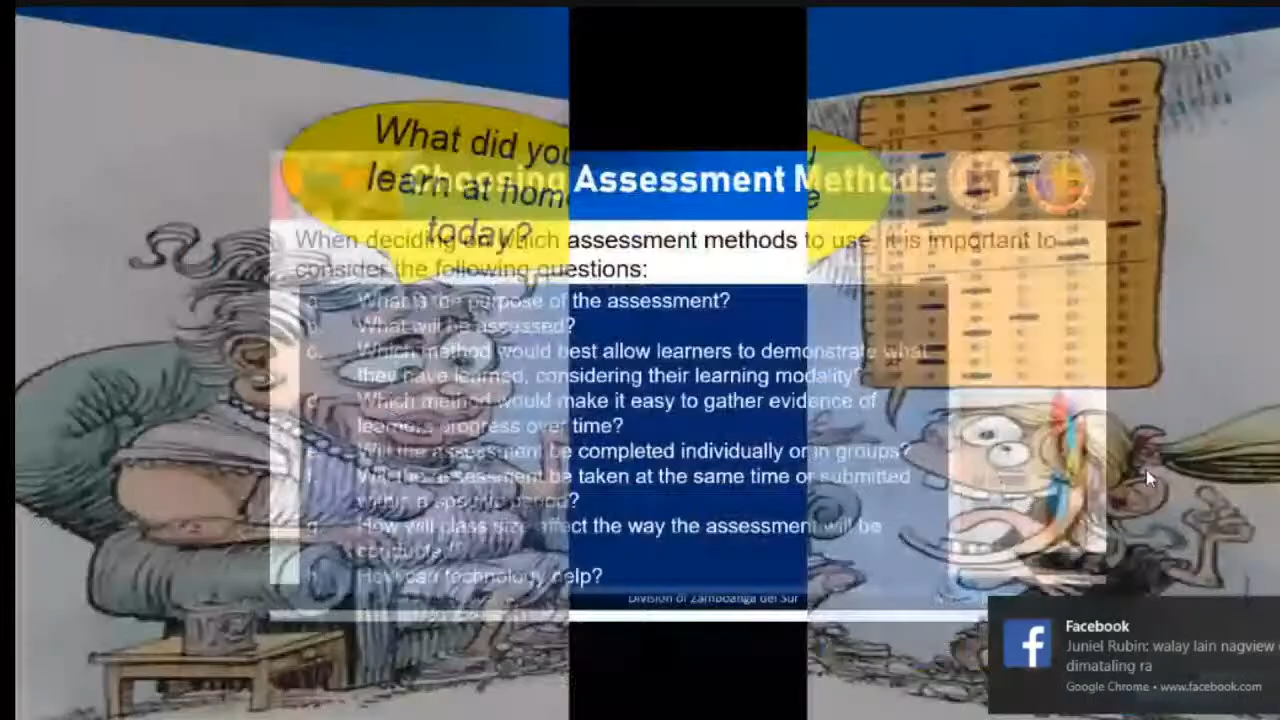 What did you
learn at home
today?
Choosing Assessment Methods
When deciding on which assessment methods to use, it is important to
consider the following questions:
a. What is the purpose of the assessment?
What will be assessed?
c. Which method would best allow learners to demonstrate what
they have learned, considering their learning modality?
d. Which method would make it easy to gather evidence of
learners progress over time?
e. Will the assessment be completed individually or in groups?
f. Will the assessment be taken at the same time or submitted
within a specific period?
g. How will class size affect the way the assessment will be
conducted?
h. How can technology help?
Division of Zamboanga del Sur
Facebook
Juniel Rubin: walay lain nagview
dimataling ra
Google Chrome • www.facebook.com